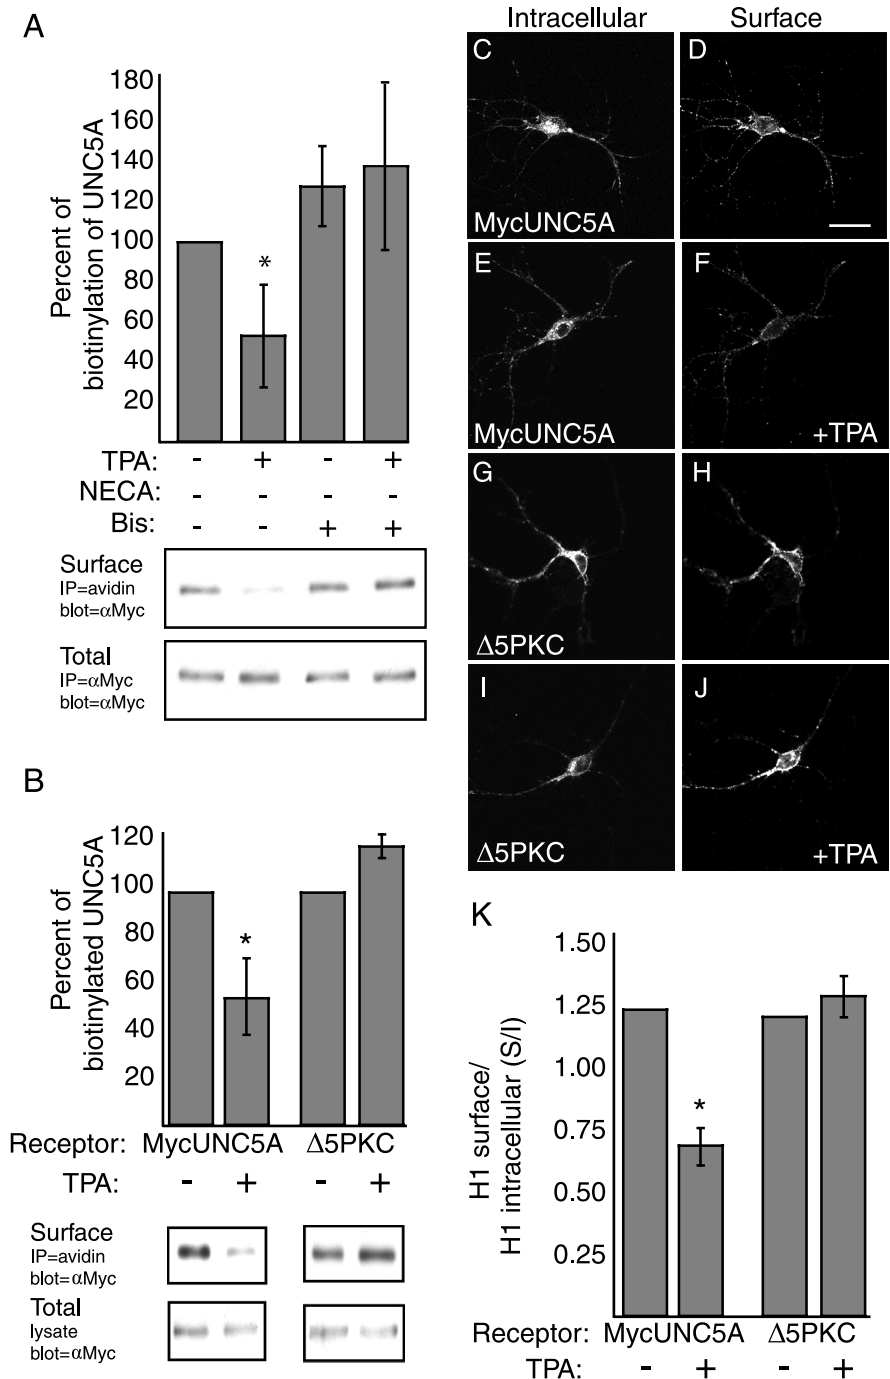 A
Percent of
biotinylation of UNC5A
180
160
140
120
100
80
60
40
20
*
TPA: - + - +
NECA: - - - -
Bis: - - + +
Surface
IP=avidin
blot=αMyc
Total
IP=αMyc
blot=αMyc
B
Percent of
biotinylated UNC5A
120
100
80
60
40
20
*
Receptor: MycUNC5A Δ5PKC
TPA: - + - +
Surface
IP=avidin
blot=αMyc
Total
lysate
blot=αMyc
Intracellular Surface
C D
MycUNC5A
E F
MycUNC5A +TPA
G H
Δ5PKC
I J
Δ5PKC +TPA
K
H1 surface/
H1 intracellular (S/I)
1.50
1.25
1.00
0.75
0.50
0.25
*
Receptor: MycUNC5A Δ5PKC
TPA: - + - +